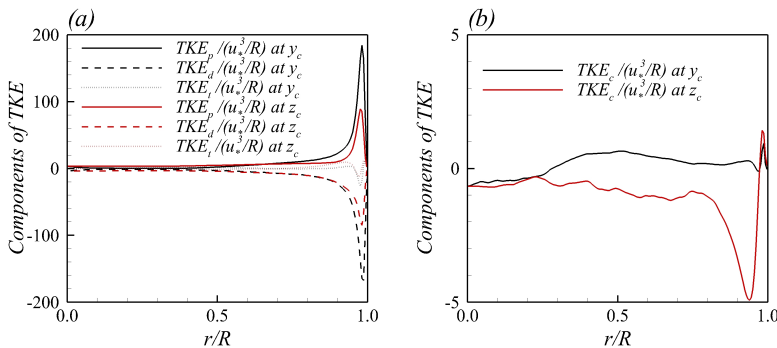 (a)
Components of TKE
200
100
0
-100
-200
TKE_p/(u_*^3/R) at y_c
TKE_d/(u_*^3/R) at y_c
TKE_t/(u_*^3/R) at y_c
TKE_p/(u_*^3/R) at z_c
TKE_d/(u_*^3/R) at z_c
TKE_t/(u_*^3/R) at z_c
0.0 0.5 1.0
r/R
(b)
Components of TKE
5
0
-5
TKE_c/(u_*^3/R) at y_c
TKE_c/(u_*^3/R) at z_c
0.0 0.5 1.0
r/R